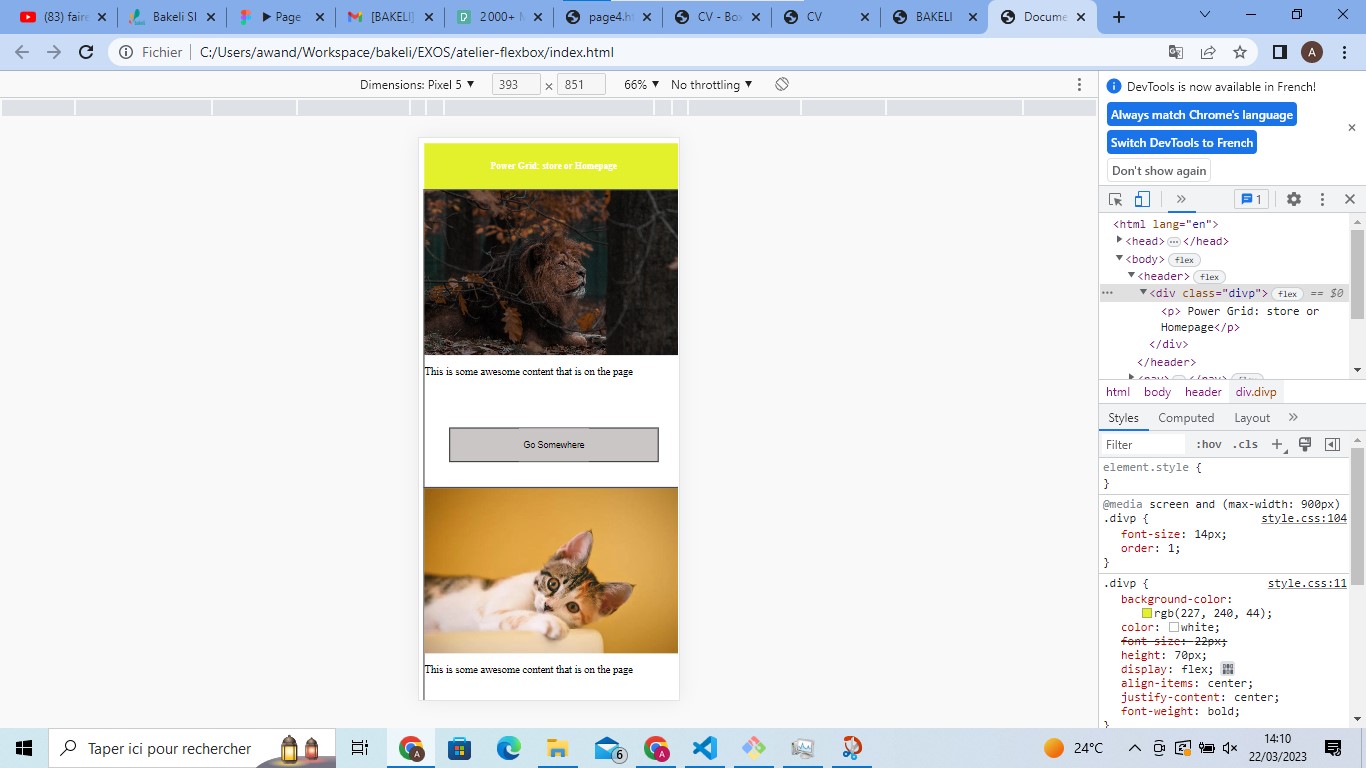 (83) faire
Bakeli Sl
Page
[BAKELI]
2000+ M
page4.ht
CV - Bo
CV
BAKELI
Docume
Fichier C:/Users/awand/Workspace/bakeli/EXOS/atelier-flexbox/index.html
A
Dimensions: Pixel 5 ▼ 393 × 851 66% ▼ No throttling ▼
DevTools is now available in French!
Always match Chrome's language
Switch DevTools to French
Don't show again
1
Power Grid: store or Homepage
This is some awesome content that is on the page
Go Somewhere
This is some awesome content that is on the page
<html lang="en">
▶<head>…</head>
▼<body> flex
▼<header> flex
… ▼<div class="divp"> flex == $0
<p> Power Grid: store or
Homepage</p>
</div>
</header>
▶<nav>…</nav> flex
html body header div.divp
Styles Computed Layout »
Filter :hov .cls +
element.style {
}
@media screen and (max-width: 900px)
.divp { style.css:104
font-size: 14px;
order: 1;
}
.divp { style.css:11
background-color:
rgb(227, 240, 44);
color: white;
font-size: 22px;
height: 70px;
display: flex;
align-items: center;
justify-content: center;
font-weight: bold;
}
Taper ici pour rechercher
A
6
A
24°C
14:10
22/03/2023